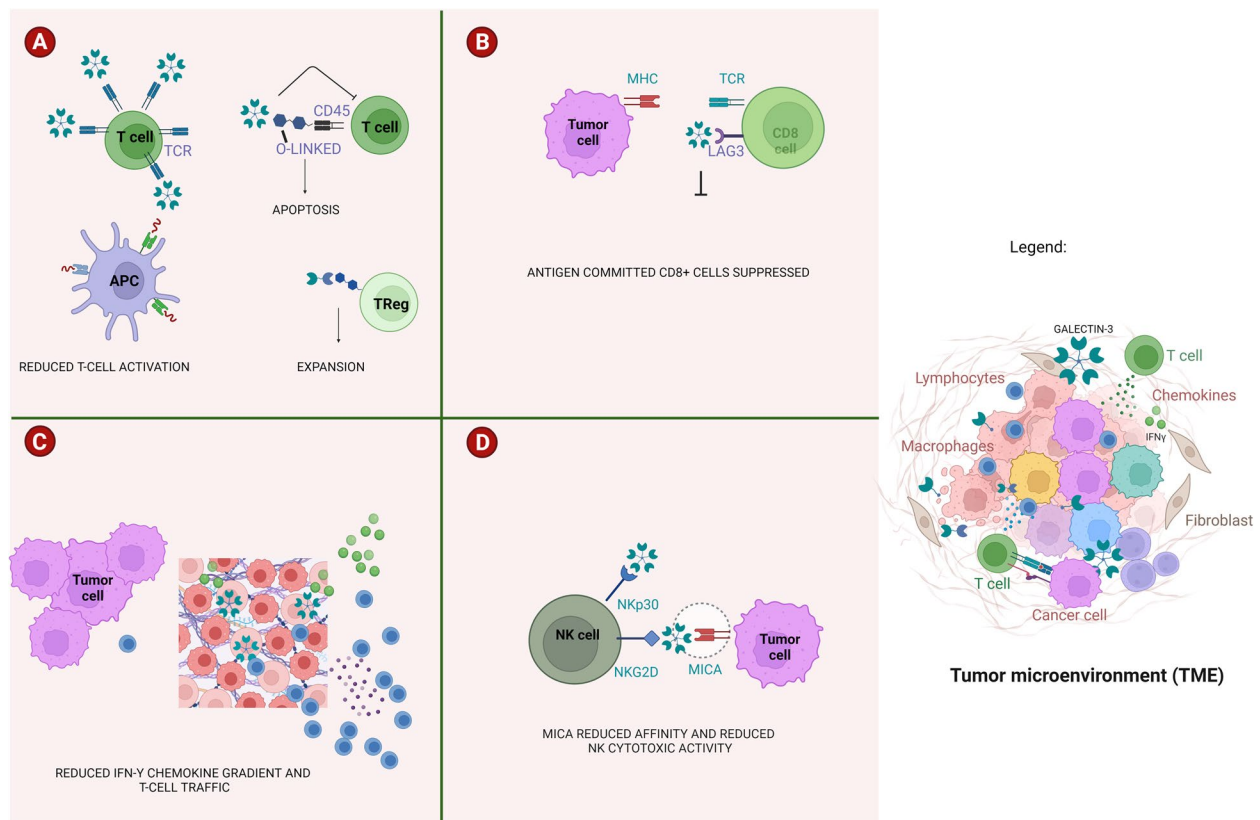 A
T cell
TCR
CD45
T cell
O-LINKED
APOPTOSIS
APC
TReg
REDUCED T-CELL ACTIVATION
EXPANSION
B
MHC
TCR
Tumor
cell
CD8
cell
LAG3
ANTIGEN COMMITTED CD8+ CELLS SUPPRESSED
C
Tumor
cell
REDUCED IFN-Y CHEMOKINE GRADIENT AND
T-CELL TRAFFIC
D
NKp30
NK cell
NKG2D
MICA
Tumor
cell
MICA REDUCED AFFINITY AND REDUCED
NK CYTOTOXIC ACTIVITY
Legend:
GALECTIN-3
T cell
Lymphocytes
Chemokines
IFNγ
Macrophages
Fibroblast
T cell
Cancer cell
Tumor microenvironment (TME)